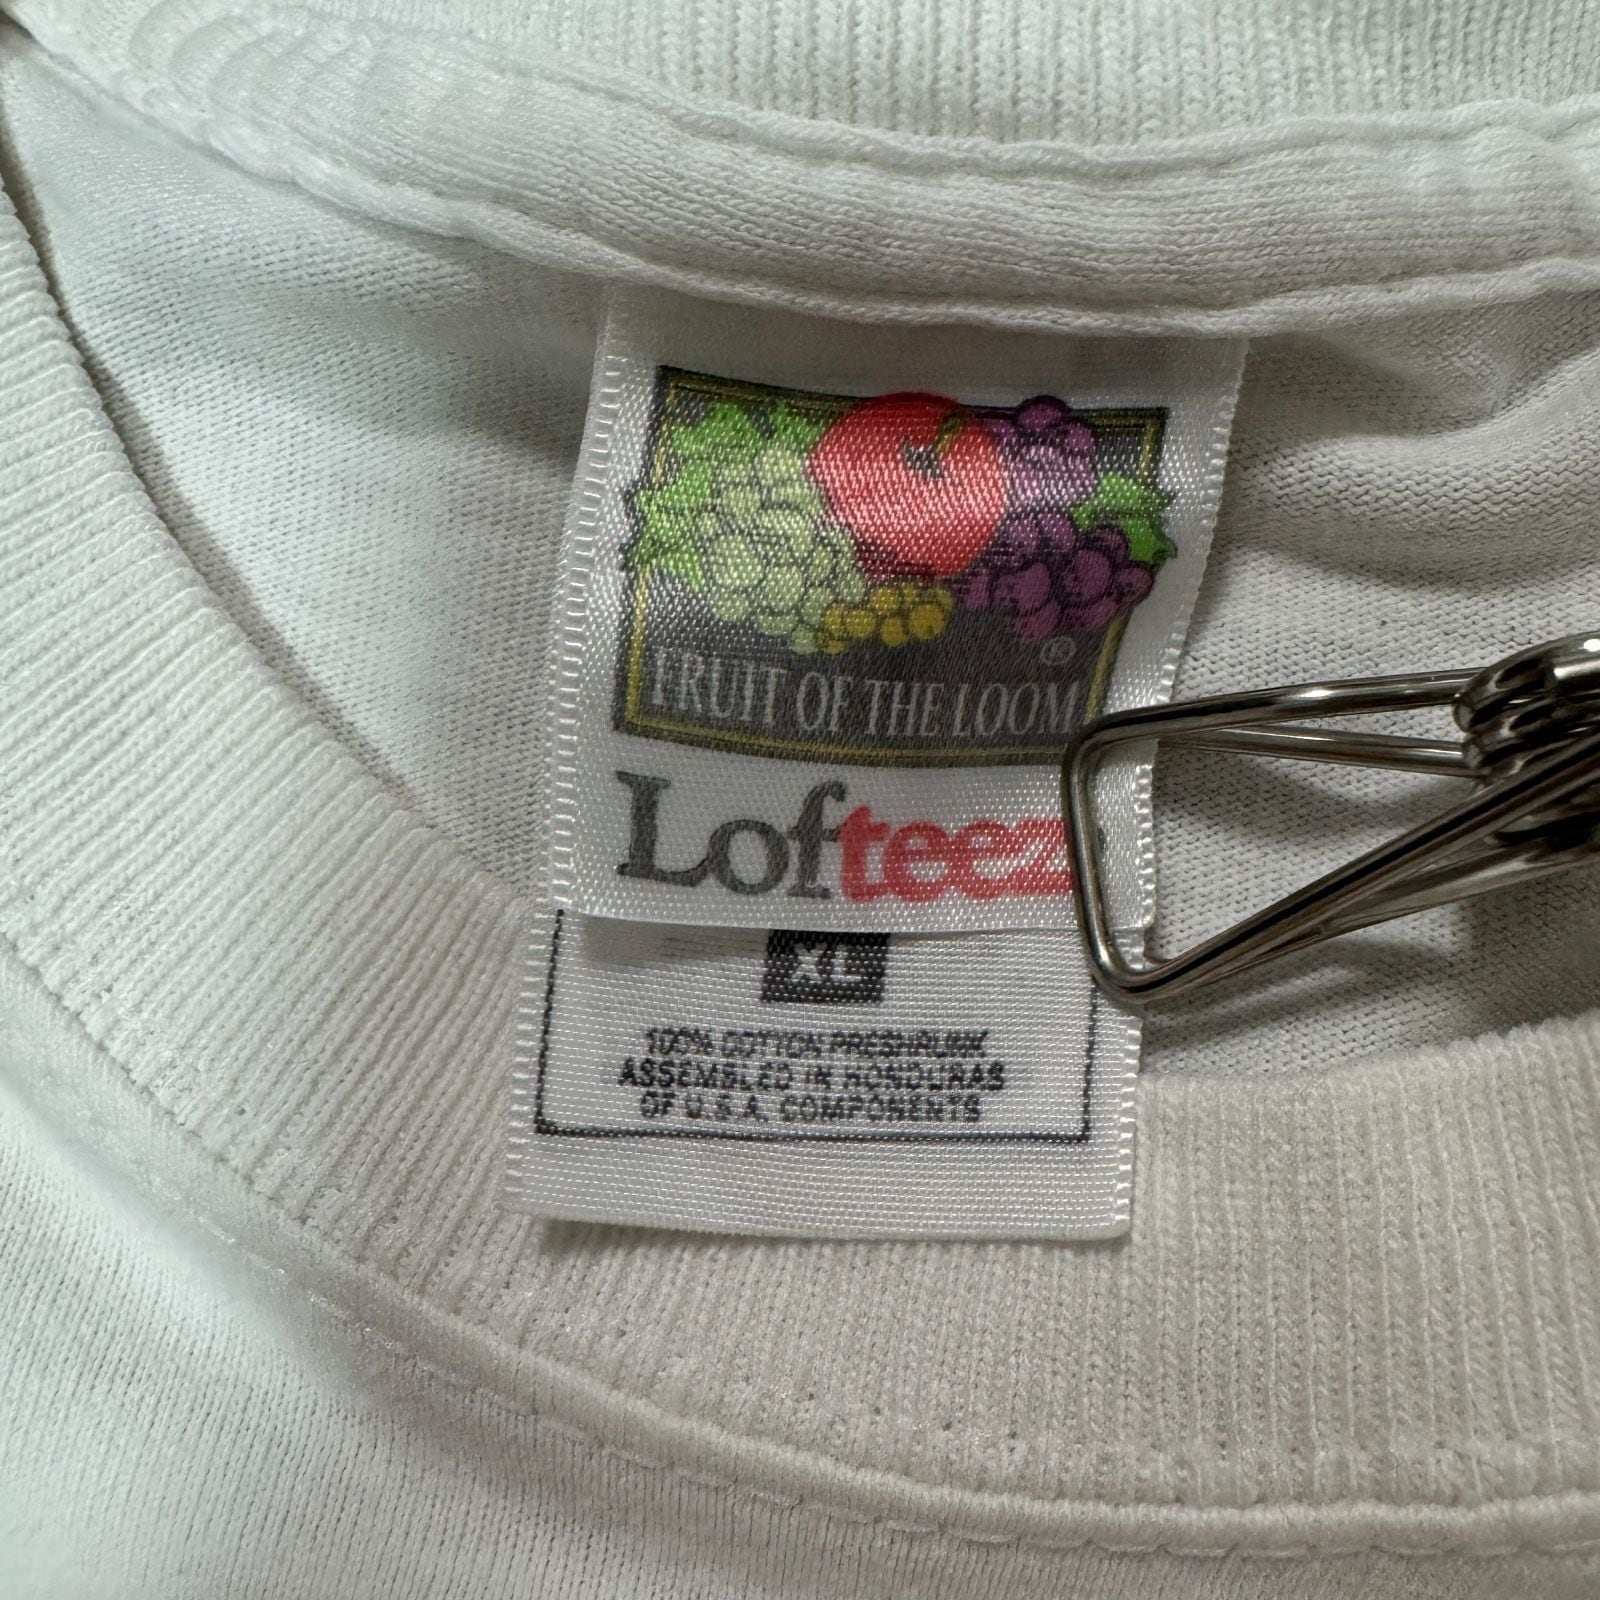 ®
FRUIT OF THE LOOM
Lofteez
XL
100% COTTON PRESHRUNK
ASSEMBLED IN HONDURAS
OF U.S.A. COMPONENTS